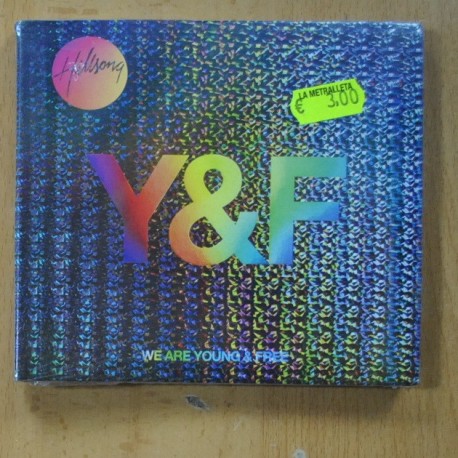 Hillsong
LA METRALLETA
€ 3.00
Y&F
WE ARE YOUNG & FREE